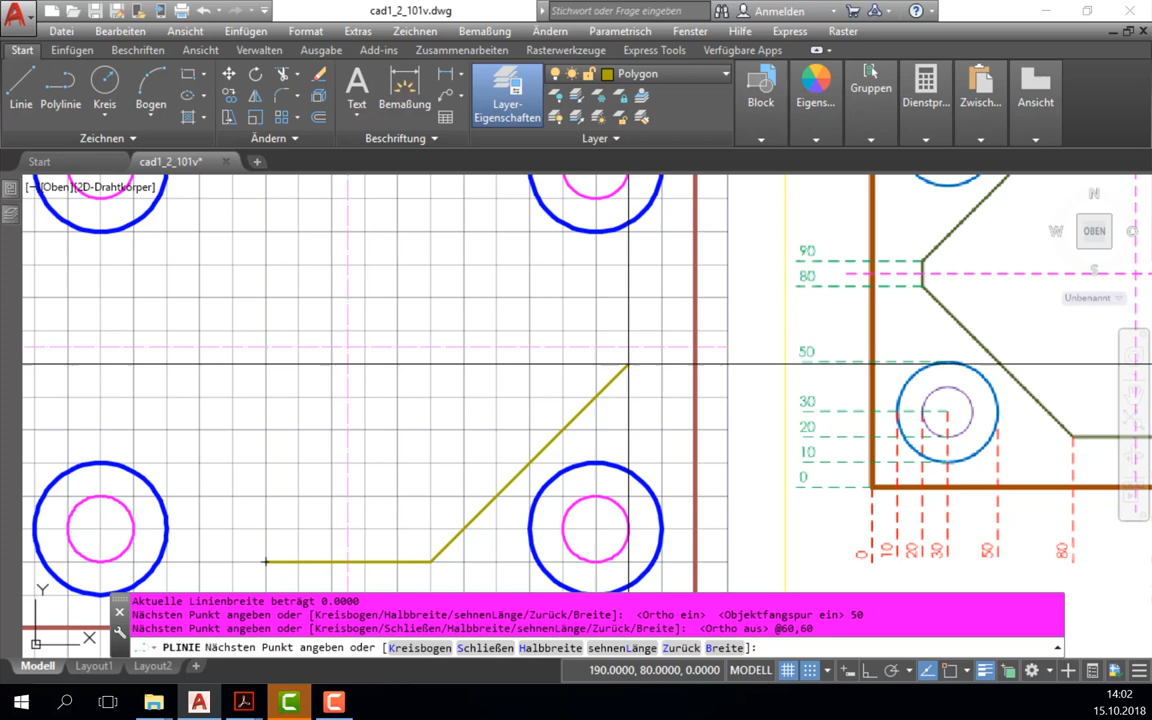 cad1_2_101v.dwg
Stichwort oder Frage eingeben
Anmelden
Datei Bearbeiten Ansicht Einfügen Format Extras Zeichnen Bemaßung Ändern Parametrisch Fenster Hilfe Express Raster
Start Einfügen Beschriften Ansicht Verwalten Ausgabe Add-ins Zusammenarbeiten Rasterwerkzeuge Express Tools Verfügbare Apps
Polygon
Linie Polylinie Kreis Bogen Text Bemaßung Layer-Eigenschaften Block Eigens... Gruppen Dienstpr... Zwisch... Ansicht
Zeichnen Ändern Beschriftung Layer
Start cad1_2_101v*
[−][Oben][2D-Drahtkörper]
N
W OBEN O
S
Unbenannt
90
80
50
30
20
10
0
0 10 20 30 50 80
Y
X
Aktuelle Linienbreite beträgt 0.0000
Nächsten Punkt angeben oder [Kreisbogen/Halbbreite/sehnenLänge/Zurück/Breite]: <Ortho ein> <Objektfangspur ein> 50
Nächsten Punkt angeben oder [Kreisbogen/Schließen/Halbbreite/sehnenLänge/Zurück/Breite]: <Ortho aus> @60,60
PLINIE Nächsten Punkt angeben oder [Kreisbogen Schließen Halbbreite sehnenLänge Zurück Breite]:
Modell Layout1 Layout2 +
190.0000, 80.0000, 0.0000 MODELL
14:02
15.10.2018